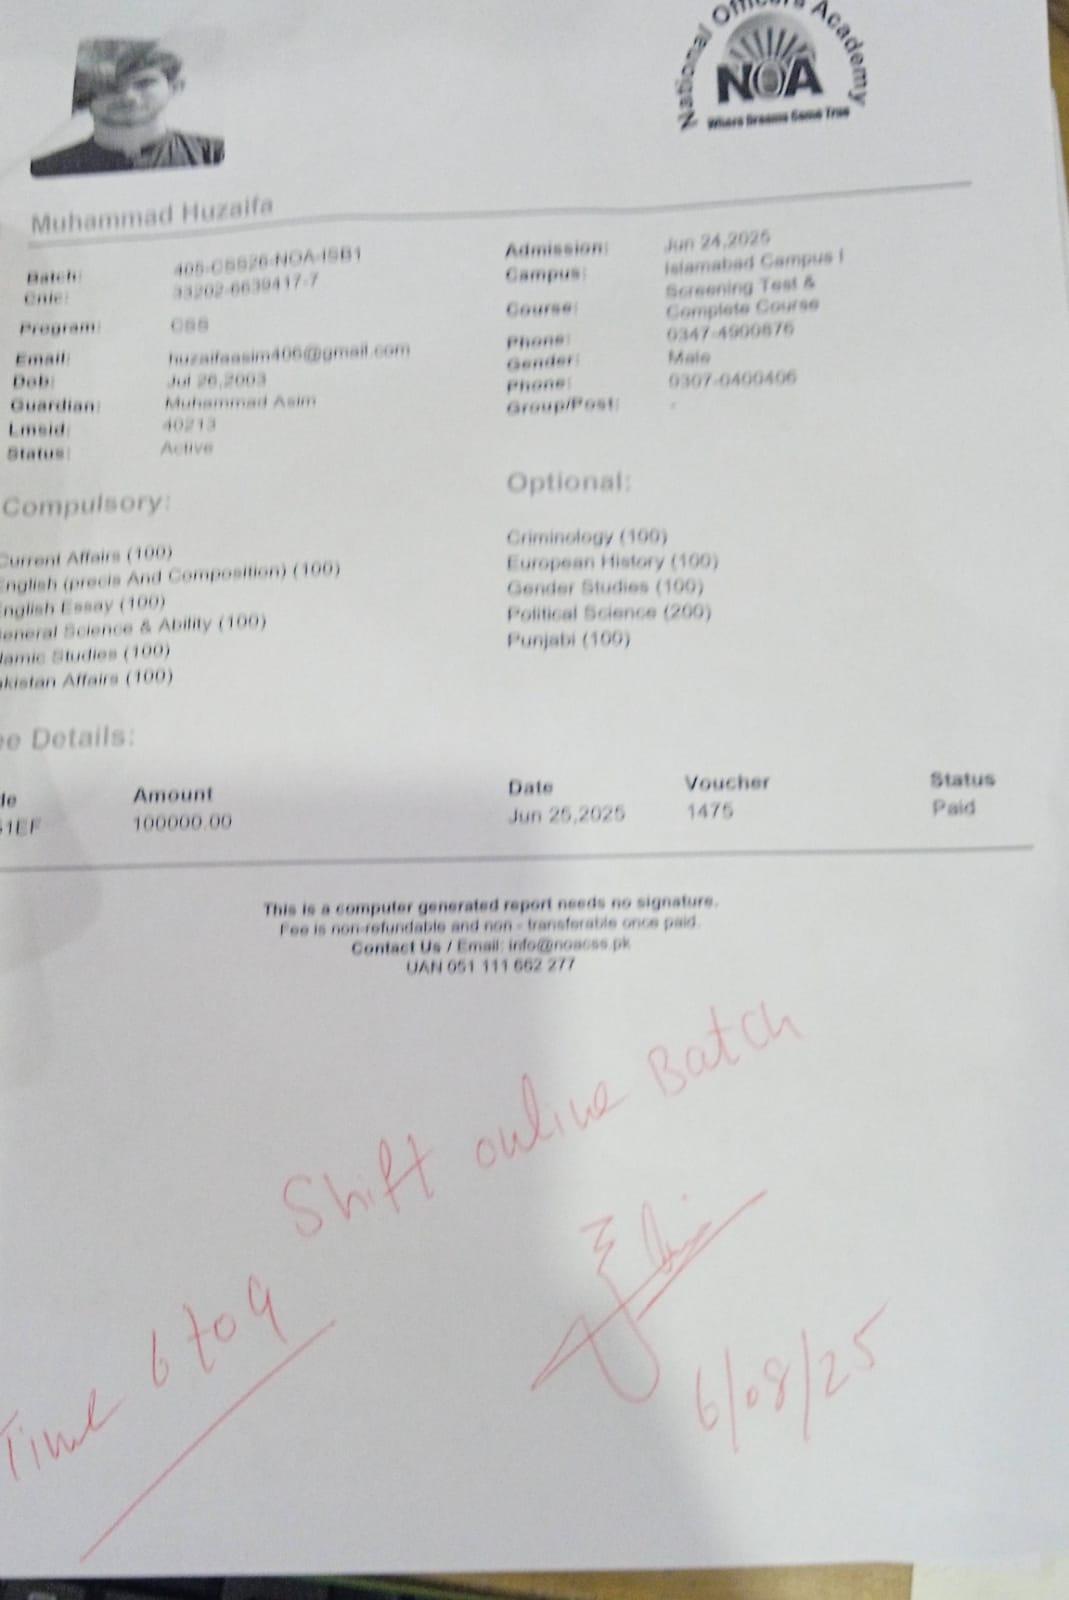 National Officers Academy
NOA
Where Dreams Come True
Muhammad Huzaifa
Batch: 405-CSS26-NOA-ISB1
Cnic: 33202-6639417-7
Program: CSS
Email: huzaifaasim406@gmail.com
Dob: Jul 26,2003
Guardian: Muhammad Asim
Lmsid: 40213
Status: Active
Admission: Jun 24,2025
Campus: Islamabad Campus I
Course: Screening Test &
Complete Course
Phone: 0347-4900876
Gender: Male
Phone: 0307-0400406
Group/Post: -
Compulsory:
Current Affairs (100)
English (precis And Composition) (100)
English Essay (100)
General Science & Ability (100)
lamic Studies (100)
kistan Affairs (100)
Optional:
Criminology (100)
European History (100)
Gender Studies (100)
Political Science (200)
Punjabi (100)
ee Details:
Amount Date Voucher Status
1EF 100000.00 Jun 25,2025 1475 Paid
This is a computer generated report needs no signature.
Fee is non-refundable and non - transferable once paid.
Contact Us / Email: info@noacss.pk
UAN 051 111 662 277
Shift online Batch
Time 6 to 9
6/08/25